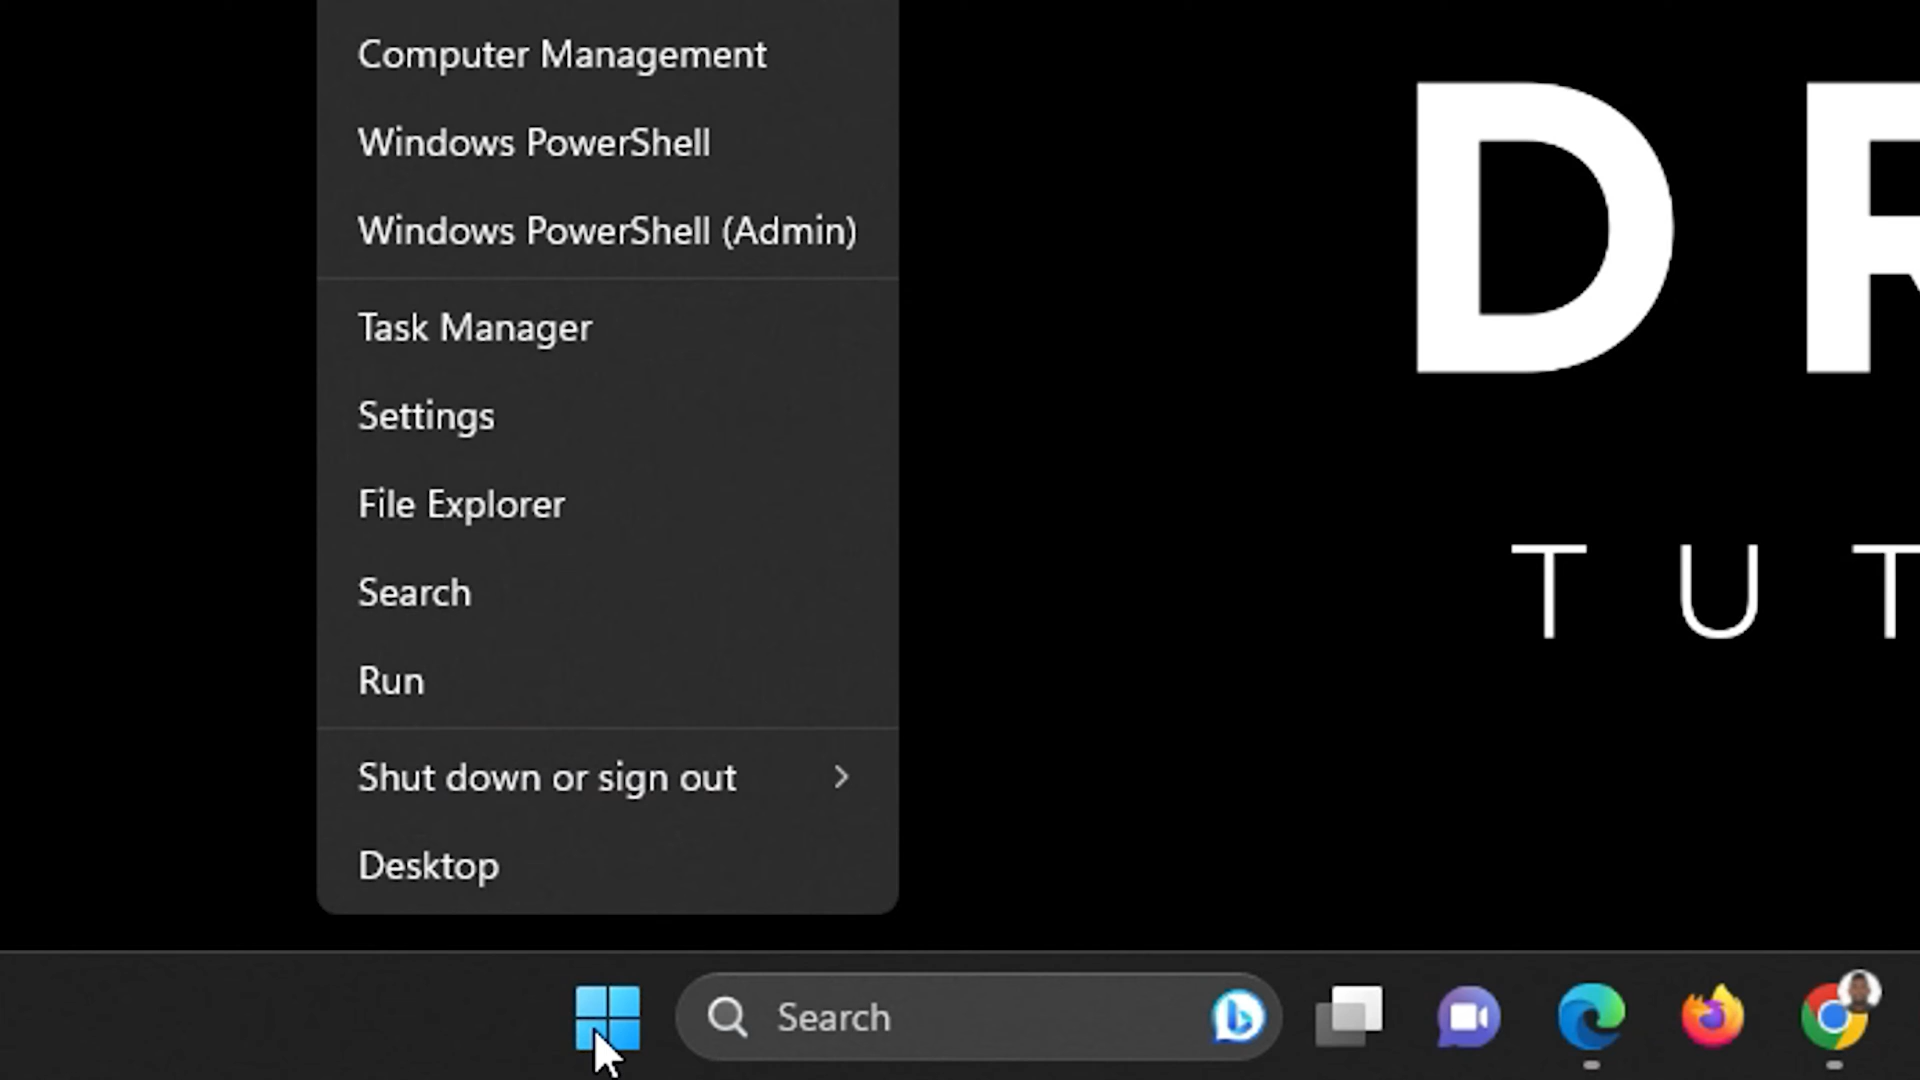 Computer Management
Windows PowerShell
Windows PowerShell (Admin)
Task Manager
Settings
File Explorer
Search
Run
Shut down or sign out
Desktop
D R
T U T
Search